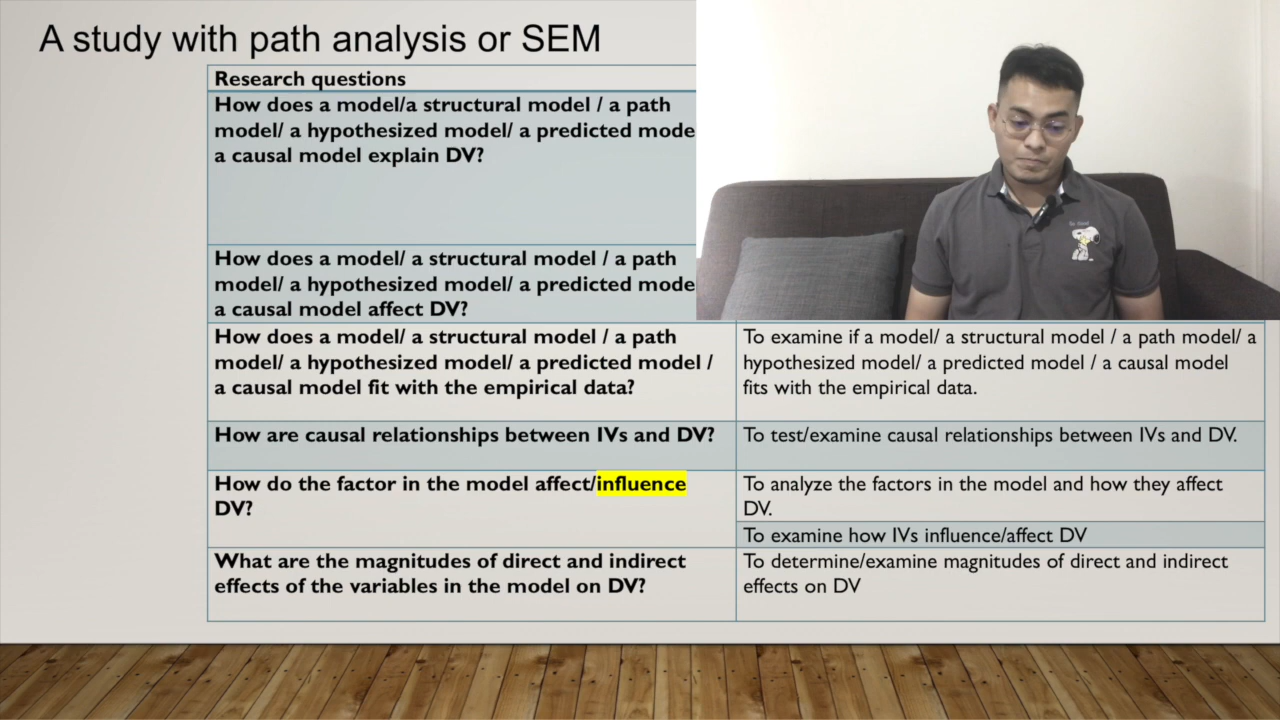 A study with path analysis or SEM
Research questions
How does a model/a structural model / a path
model/ a hypothesized model/ a predicted mode
a causal model explain DV?
How does a model/ a structural model / a path
model/ a hypothesized model/ a predicted mode
a causal model affect DV?
How does a model/ a structural model / a path
model/ a hypothesized model/ a predicted model /
a causal model fit with the empirical data?
To examine if a model/ a structural model / a path model/ a
hypothesized model/ a predicted model / a causal model
fits with the empirical data.
How are causal relationships between IVs and DV?
To test/examine causal relationships between IVs and DV.
How do the factor in the model affect/influence
DV?
To analyze the factors in the model and how they affect
DV.
To examine how IVs influence/affect DV
What are the magnitudes of direct and indirect
effects of the variables in the model on DV?
To determine/examine magnitudes of direct and indirect
effects on DV